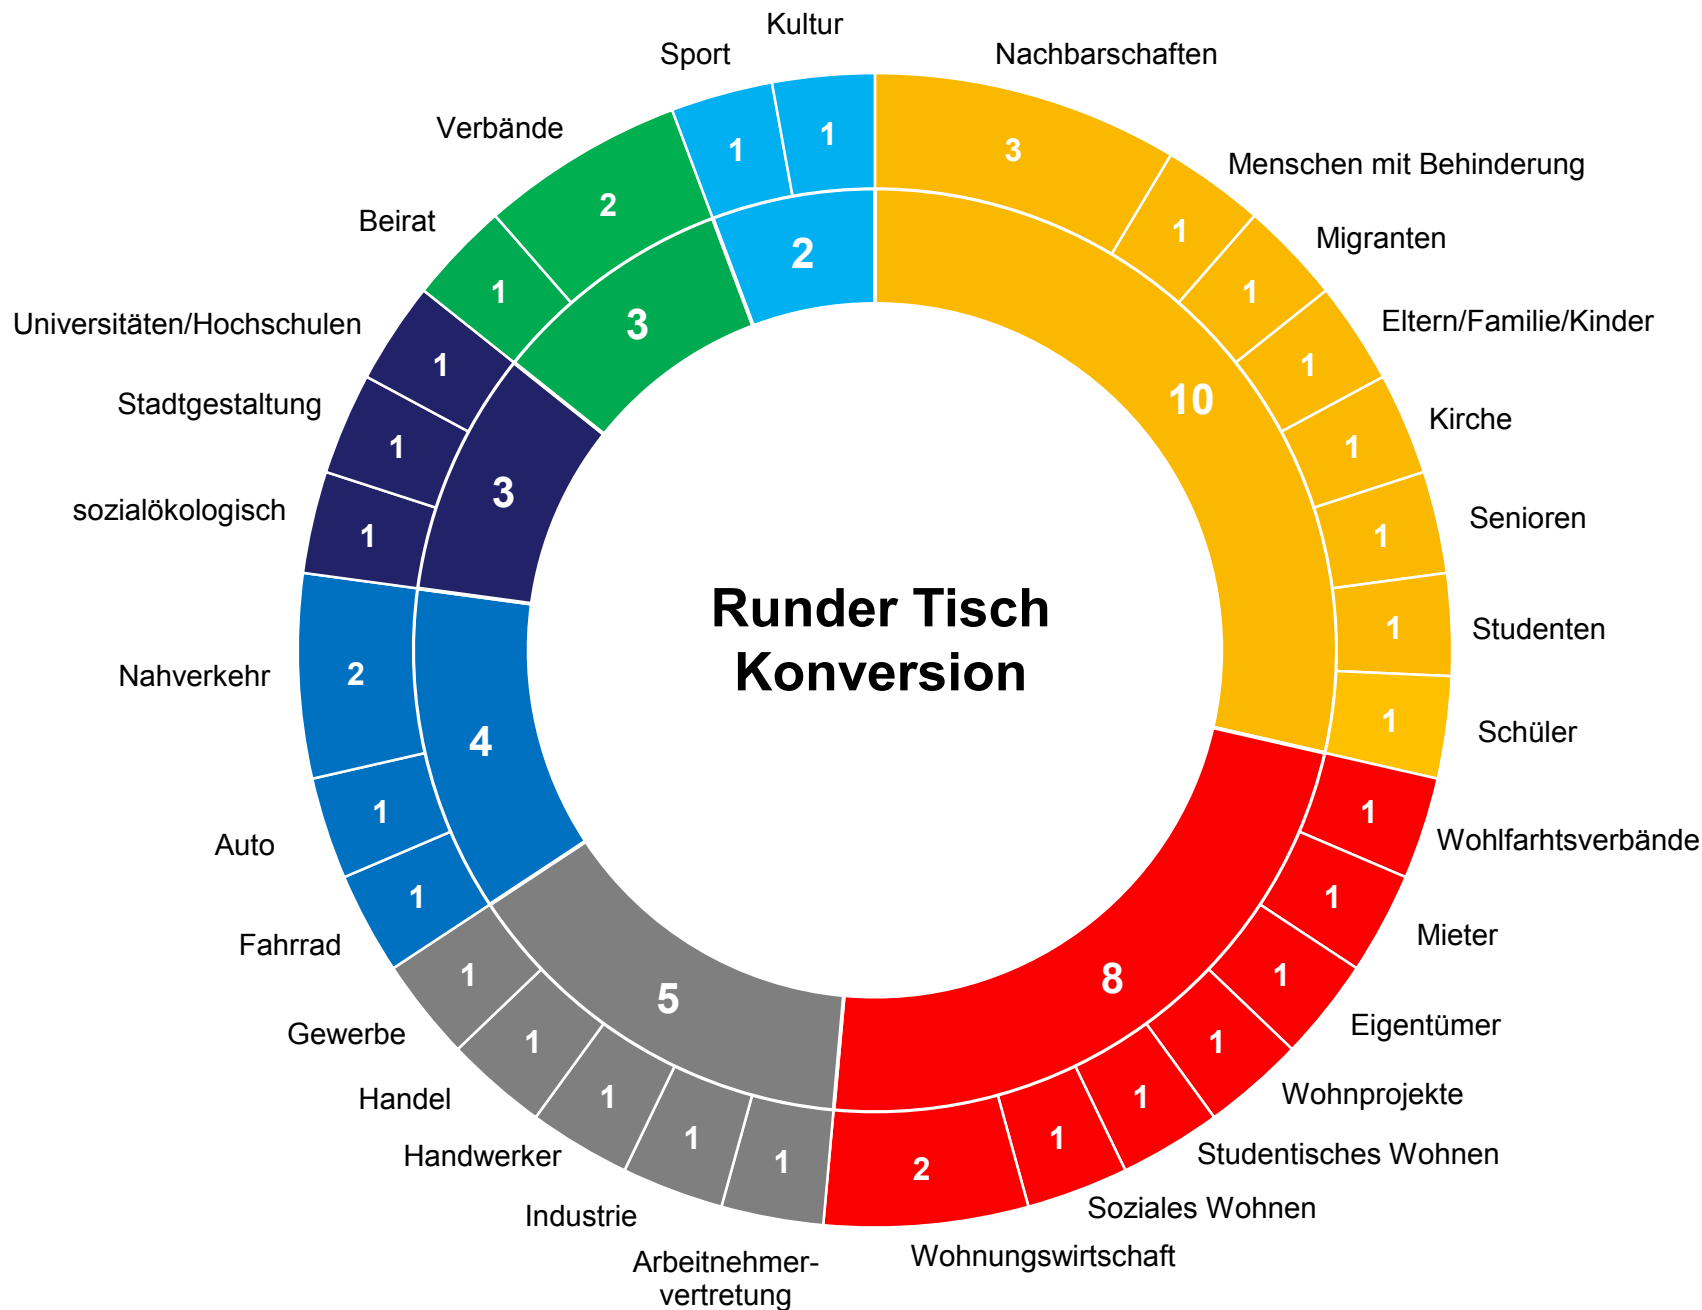 Kultur
Sport
Nachbarschaften
Verbände
Menschen mit Behinderung
Beirat
Migranten
Universitäten/Hochschulen
Eltern/Familie/Kinder
Stadtgestaltung
Kirche
sozialökologisch
Senioren
Studenten
Nahverkehr
Schüler
Auto
Wohlfarhtsverbände
Fahrrad
Mieter
Gewerbe
Eigentümer
Handel
Wohnprojekte
Handwerker
Studentisches Wohnen
Industrie
Soziales Wohnen
Arbeitnehmer-
vertretung
Wohnungswirtschaft
3
1
1
1
1
1
1
1
1
1
1
1
1
1
2
1
1
1
1
1
1
1
2
1
1
1
1
2
1
1
10
8
5
4
3
3
2
Runder Tisch
Konversion